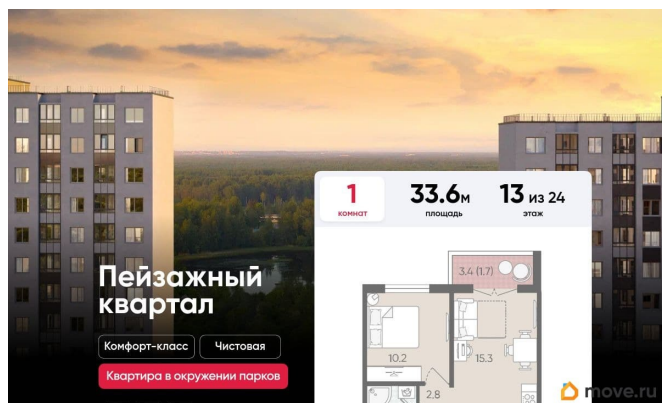 1
комнат
33.6м
площадь
13 из 24
этаж
Пейзажный
квартал
Комфорт-класс
Чистовая
Квартира в окружении парков
3.4 (1.7)
10.2
15.3
2.8
move.ru